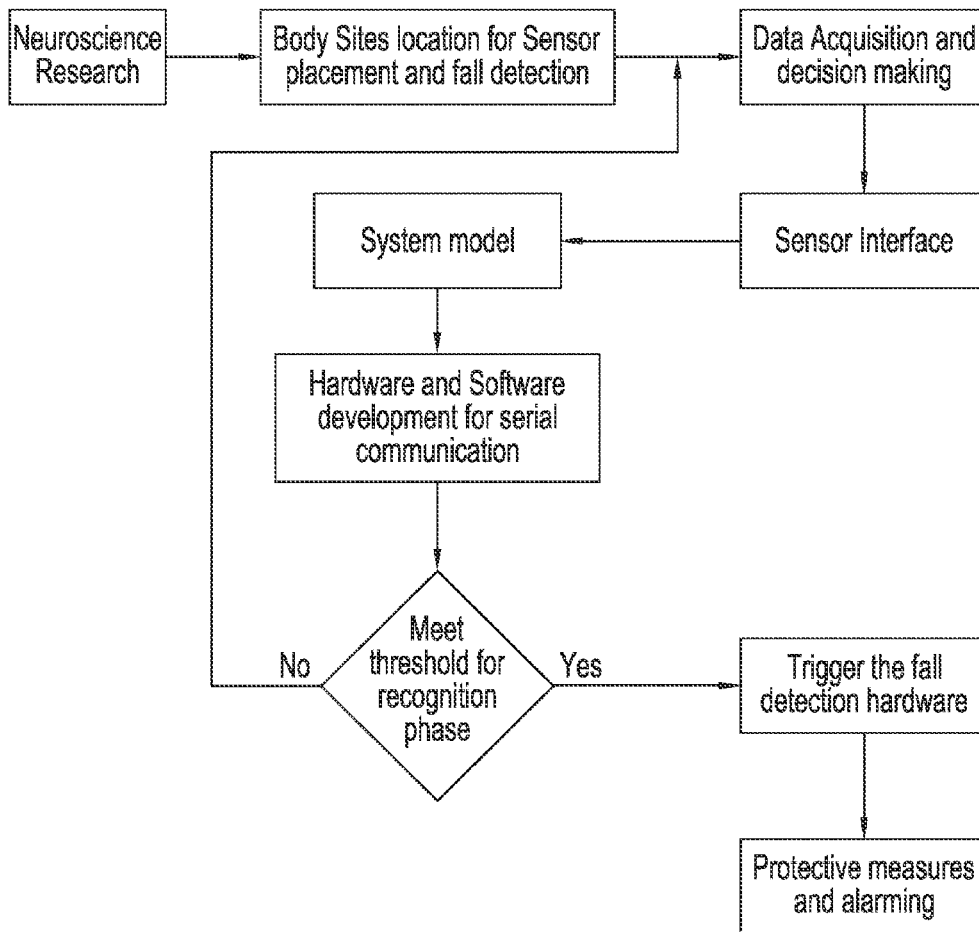 Neuroscience
Research
Body Sites location for Sensor
placement and fall detection
Data Acquisition and
decision making
System model
Sensor Interface
Hardware and Software
development for serial
communication
Meet
threshold for
recognition
phase
No
Yes
Trigger the fall
detection hardware
Protective measures
and alarming